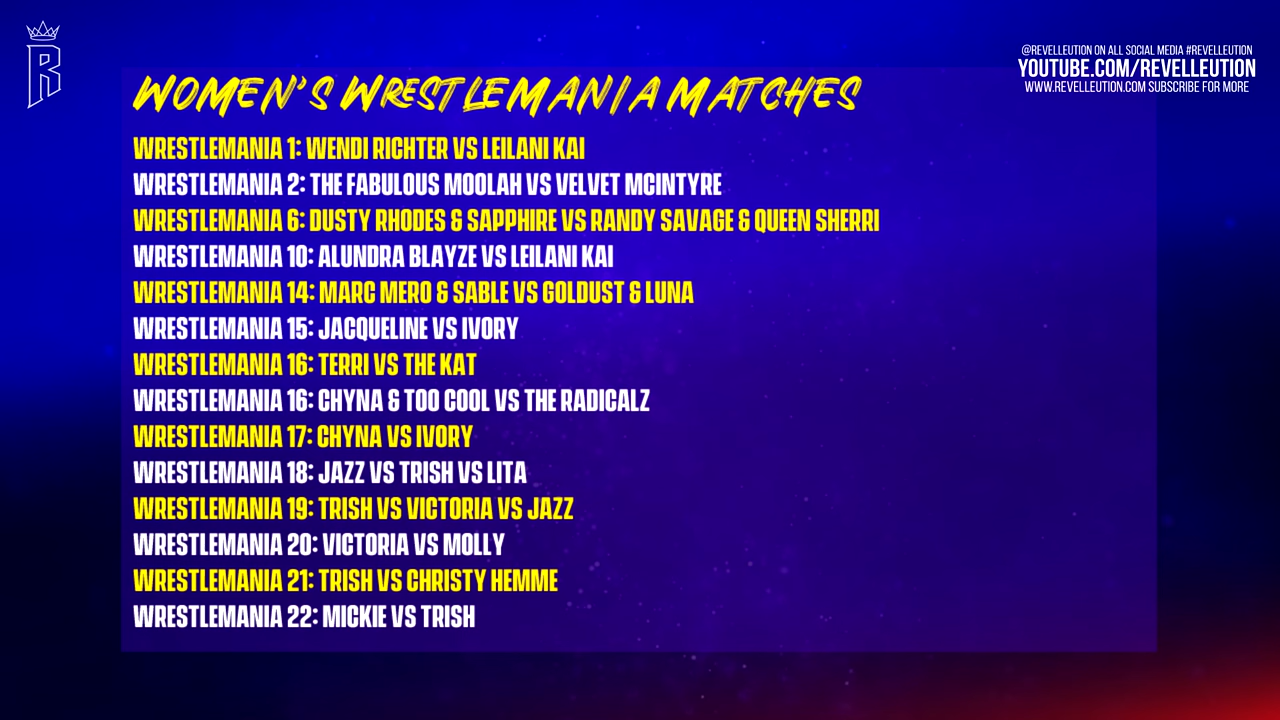 R
@REVELLEUTION ON ALL SOCIAL MEDIA #REVELLEUTION
YOUTUBE.COM/REVELLEUTION
WWW.REVELLEUTION.COM SUBSCRIBE FOR MORE
WOMEN'S WRESTLEMANIA MATCHES
WRESTLEMANIA 1: WENDI RICHTER VS LEILANI KAI
WRESTLEMANIA 2: THE FABULOUS MOOLAH VS VELVET MCINTYRE
WRESTLEMANIA 6: DUSTY RHODES & SAPPHIRE VS RANDY SAVAGE & QUEEN SHERRI
WRESTLEMANIA 10: ALUNDRA BLAYZE VS LEILANI KAI
WRESTLEMANIA 14: MARC MERO & SABLE VS GOLDUST & LUNA
WRESTLEMANIA 15: JACQUELINE VS IVORY
WRESTLEMANIA 16: TERRI VS THE KAT
WRESTLEMANIA 16: CHYNA & TOO COOL VS THE RADICALZ
WRESTLEMANIA 17: CHYNA VS IVORY
WRESTLEMANIA 18: JAZZ VS TRISH VS LITA
WRESTLEMANIA 19: TRISH VS VICTORIA VS JAZZ
WRESTLEMANIA 20: VICTORIA VS MOLLY
WRESTLEMANIA 21: TRISH VS CHRISTY HEMME
WRESTLEMANIA 22: MICKIE VS TRISH